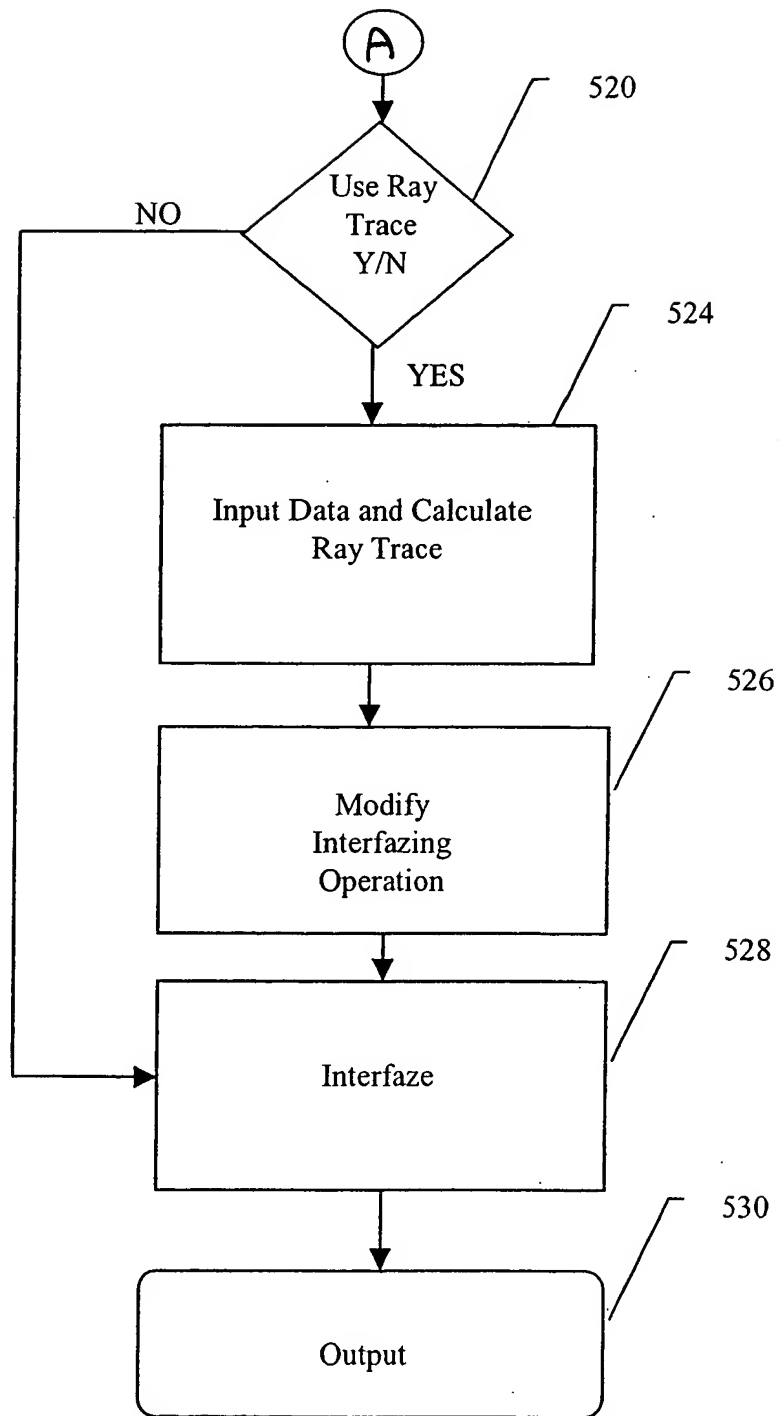 A
520
Use Ray
Trace
Y/N
NO
524
YES
Input Data and Calculate
Ray Trace
526
Modify
Interfazing
Operation
528
Interfaze
530
Output